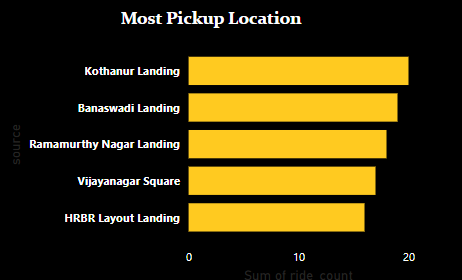 Most Pickup Location
Kothanur Landing
Banaswadi Landing
Ramamurthy Nagar Landing
Vijayanagar Square
HRBR Layout Landing
source
0 10 20
Sum of ride_count